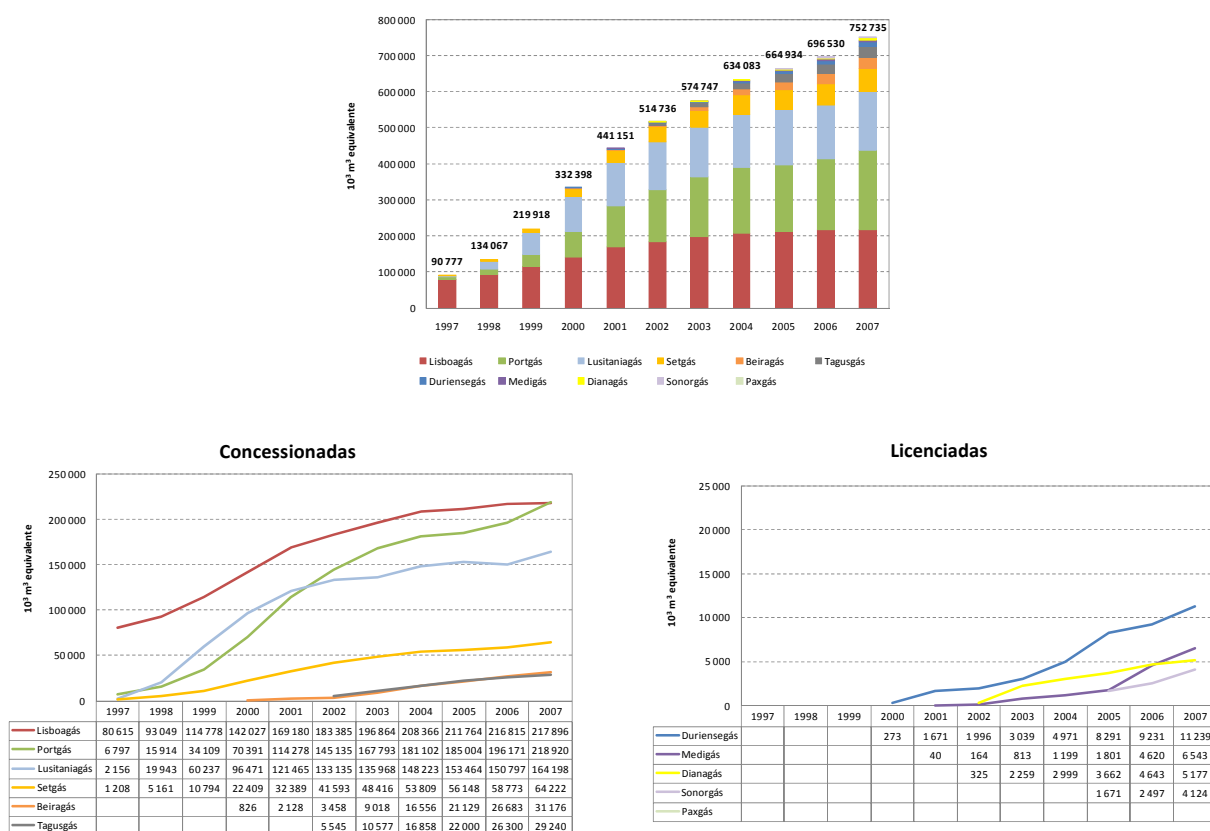 800 000
700 000
600 000
500 000
400 000
300 000
200 000
100 000
0
10³ m³ equivalente
90 777
134 067
219 918
332 398
441 151
514 736
574 747
634 083
664 934
696 530
752 735
1997 1998 1999 2000 2001 2002 2003 2004 2005 2006 2007
Lisboagás Portgás Lusitaniagás Setgás Beiragás Tagusgás
Duriensegás Medigás Dianagás Sonorgás Paxgás
Concessionadas
250 000
200 000
150 000
100 000
50 000
0
10³ m³ equivalente
1997 1998 1999 2000 2001 2002 2003 2004 2005 2006 2007
Lisboagás 80 615 93 049 114 778 142 027 169 180 183 385 196 864 208 366 211 764 216 815 217 896
Portgás 6 797 15 914 34 109 70 391 114 278 145 135 167 793 181 102 185 004 196 171 218 920
Lusitaniagás 2 156 19 943 60 237 96 471 121 465 133 135 135 968 148 223 153 464 150 797 164 198
Setgás 1 208 5 161 10 794 22 409 32 389 41 593 48 416 53 809 56 148 58 773 64 222
Beiragás 826 2 128 3 458 9 018 16 556 21 129 26 683 31 176
Tagusgás 5 545 10 577 16 858 22 000 26 300 29 240
Licenciadas
25 000
20 000
15 000
10 000
5 000
0
10³ m³ equivalente
1997 1998 1999 2000 2001 2002 2003 2004 2005 2006 2007
Duriensegás 273 1 671 1 996 3 039 4 971 8 291 9 231 11 239
Medigás 40 164 813 1 199 1 801 4 620 6 543
Dianagás 325 2 259 2 999 3 662 4 643 5 177
Sonorgás 1 671 2 497 4 124
Paxgás